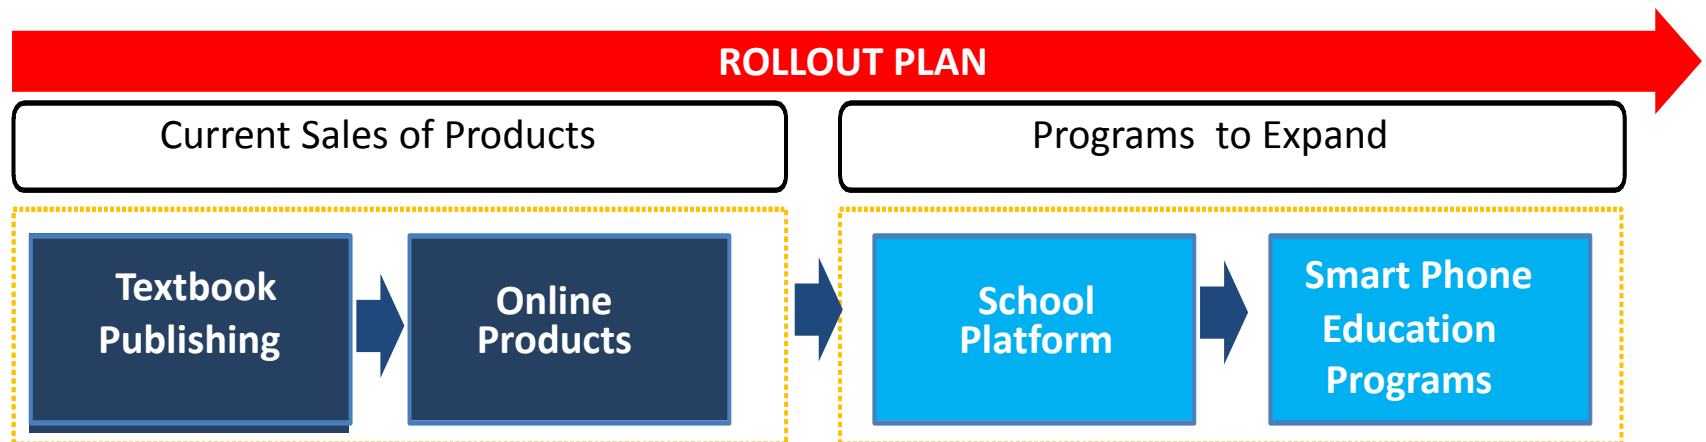 ROLLOUT PLAN
Current Sales of Products
Programs to Expand
Textbook
Publishing
Online
Products
School
Platform
Smart Phone
Education
Programs